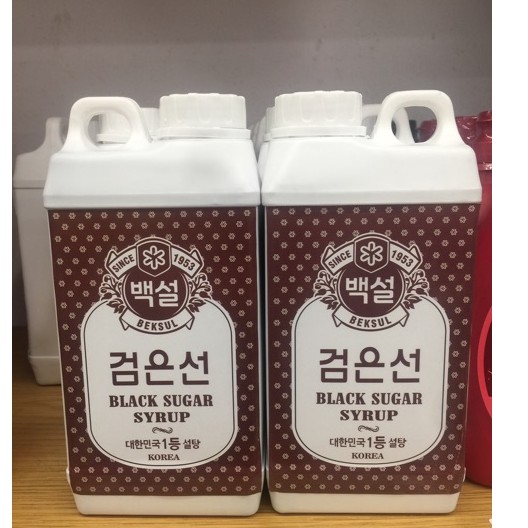 SINCE 1953
백설
BEKSUL
검은선
BLACK SUGAR
SYRUP
대한민국 1등 설탕
KOREA
SINCE 1953
백설
BEKSUL
검은선
BLACK SUGAR
SYRUP
대한민국 1등 설탕
KOREA